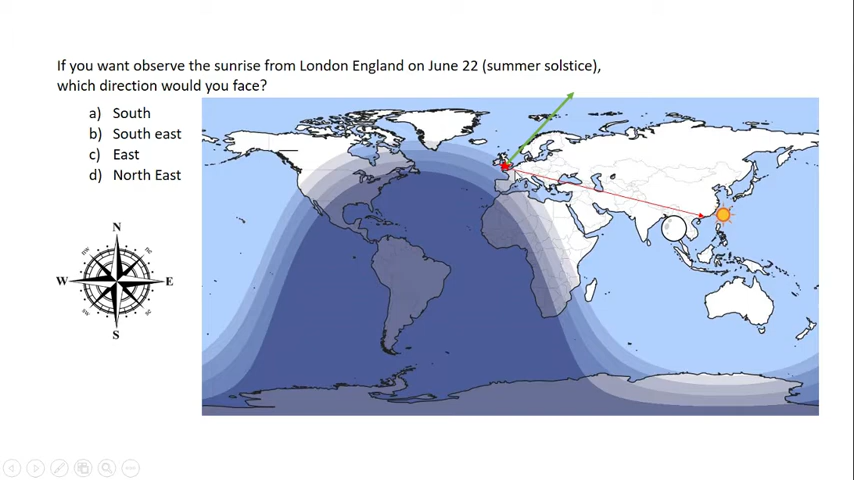 If you want observe the sunrise from London England on June 22 (summer solstice),
which direction would you face?
a) South
b) South east
c) East
d) North East
N
W E
S